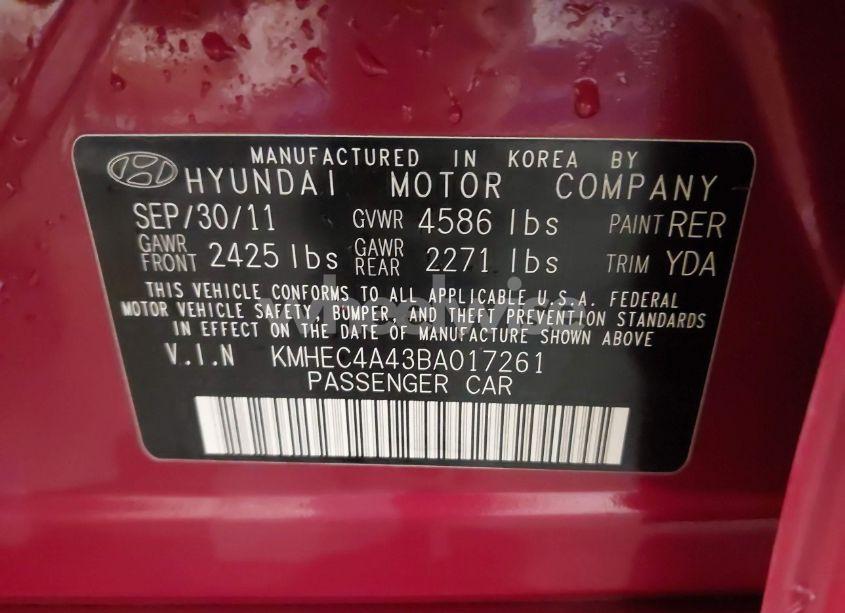 MANUFACTURED IN KOREA BY
HYUNDAI MOTOR COMPANY
SEP/30/11 GVWR 4586 lbs PAINT RER
GAWR FRONT 2425 lbs GAWR REAR 2271 lbs TRIM YDA
THIS VEHICLE CONFORMS TO ALL APPLICABLE U.S.A. FEDERAL
MOTOR VEHICLE SAFETY, BUMPER, AND THEFT PREVENTION STANDARDS
IN EFFECT ON THE DATE OF MANUFACTURE SHOWN ABOVE
V.I.N KMHEC4A43BA017261
PASSENGER CAR